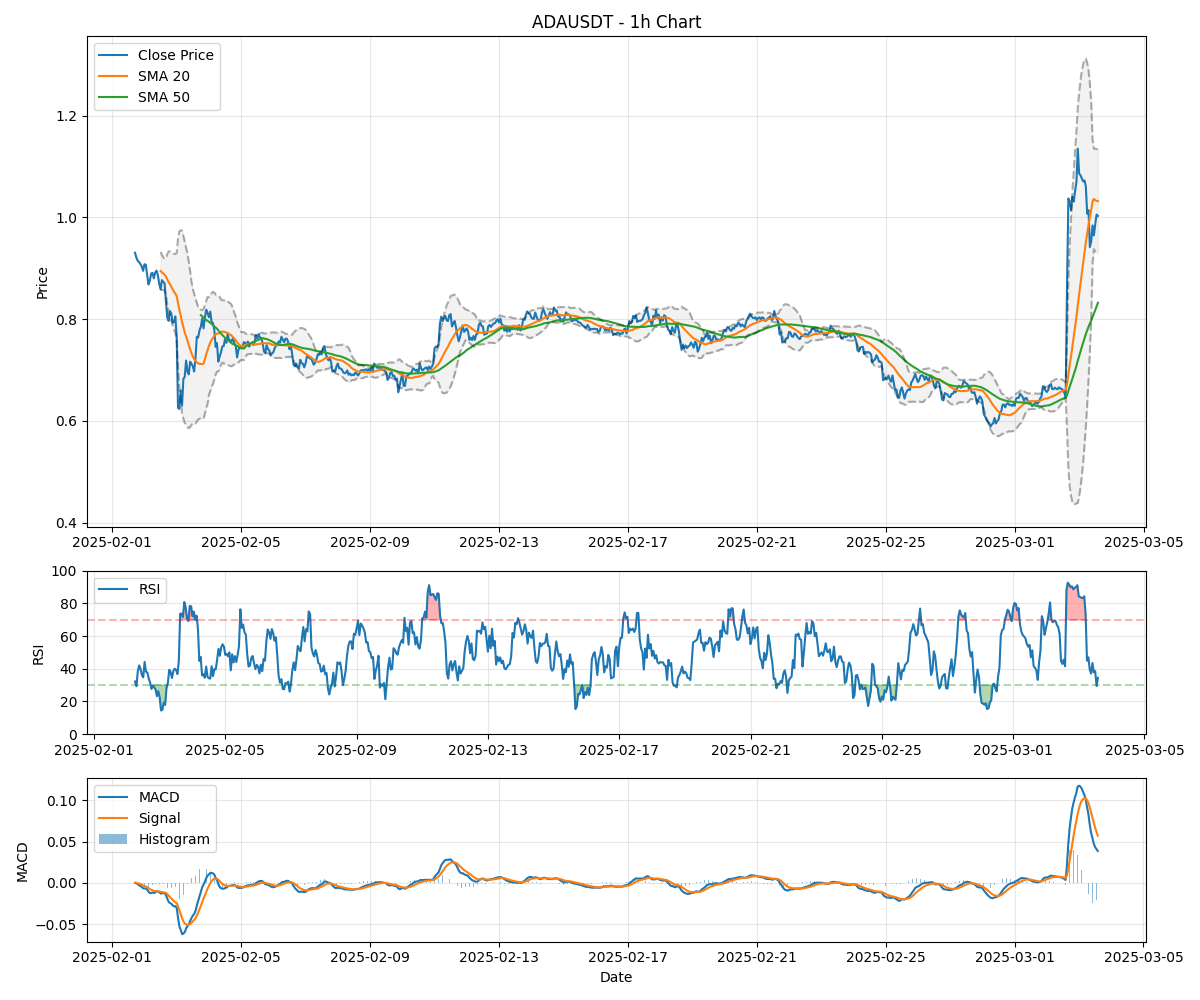 ADAUSDT - 1h Chart
Close Price
SMA 20
SMA 50
Price
1.2
1.0
0.8
0.6
0.4
2025-02-01 2025-02-05 2025-02-09 2025-02-13 2025-02-17 2025-02-21 2025-02-25 2025-03-01 2025-03-05
RSI
RSI
100
80
60
40
20
0
2025-02-01 2025-02-05 2025-02-09 2025-02-13 2025-02-17 2025-02-21 2025-02-25 2025-03-01 2025-03-05
MACD
Signal
Histogram
MACD
0.10
0.05
0.00
−0.05
2025-02-01 2025-02-05 2025-02-09 2025-02-13 2025-02-17 2025-02-21 2025-02-25 2025-03-01 2025-03-05
Date